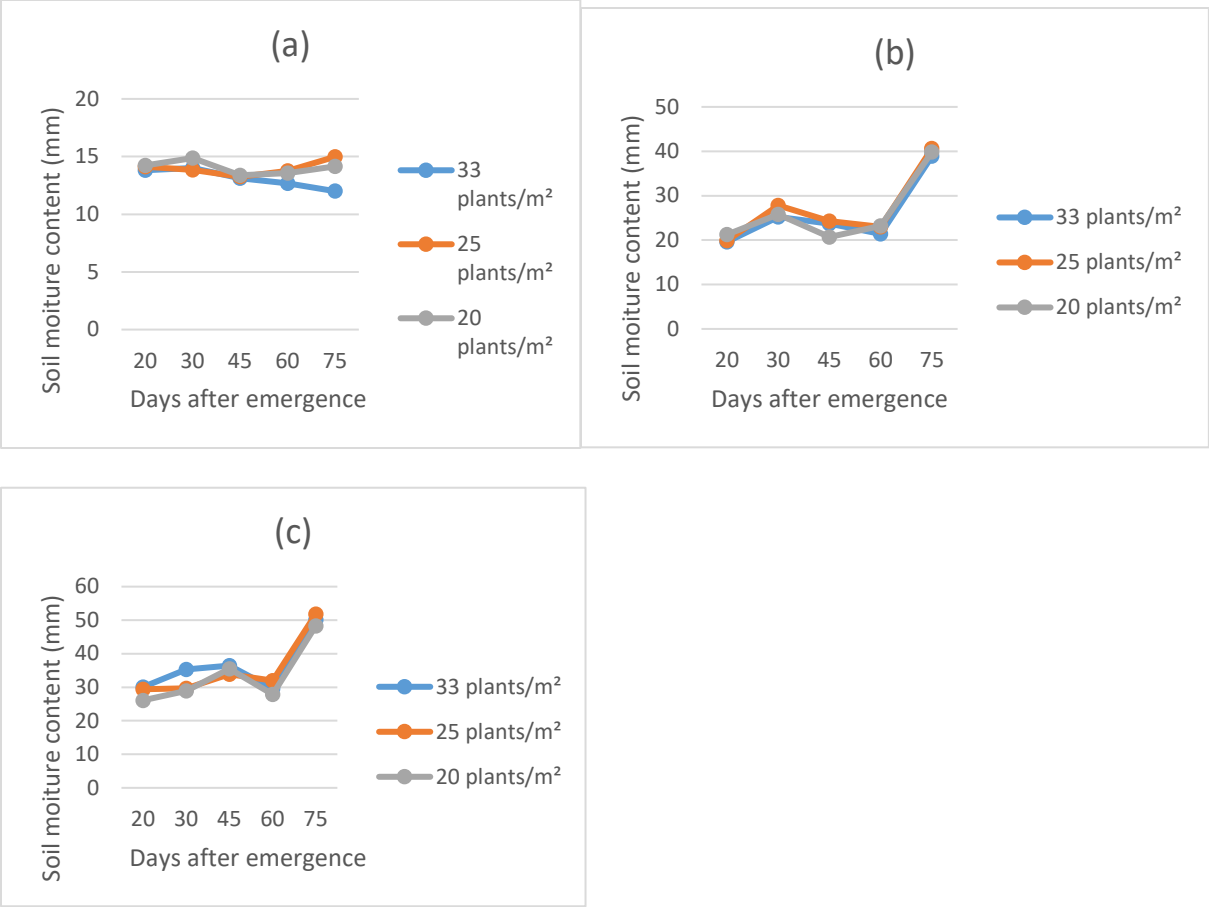 (a)
Soil moiture content (mm)
20
15
10
5
0
20 30 45 60 75
Days after emergence
33
plants/m²
25
plants/m²
20
plants/m²
(b)
Soil moiture content (mm)
50
40
30
20
10
0
20 30 45 60 75
Days after emergence
33 plants/m²
25 plants/m²
20 plants/m²
(c)
Soil moiture content (mm)
60
50
40
30
20
10
0
20 30 45 60 75
Days after emergence
33 plants/m²
25 plants/m²
20 plants/m²